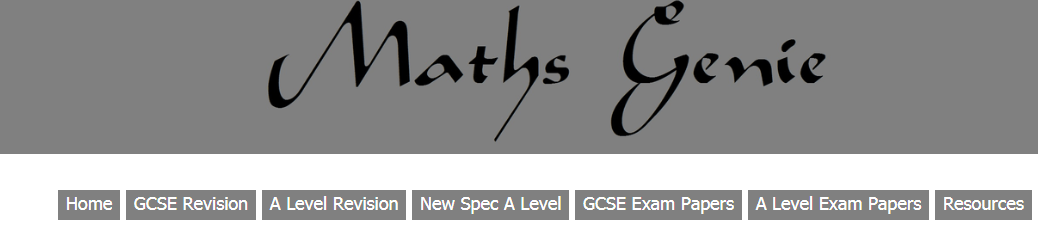 Maths Genie
Home GCSE Revision A Level Revision New Spec A Level GCSE Exam Papers A Level Exam Papers Resources